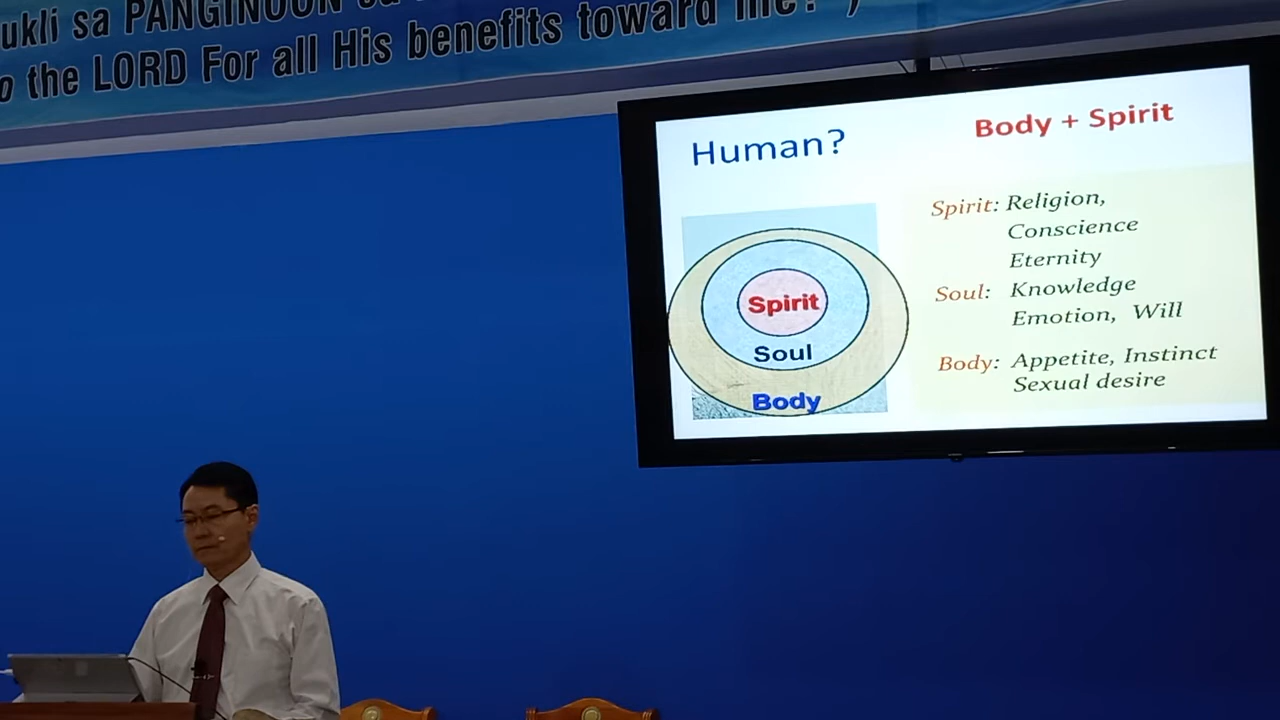 ukli sa PANGINOON sa
the LORD For all His benefits toward me?")
Human?
Body + Spirit
Spirit: Religion,
Conscience
Eternity
Soul: Knowledge
Emotion, Will
Body: Appetite, Instinct
Sexual desire
Spirit
Soul
Body